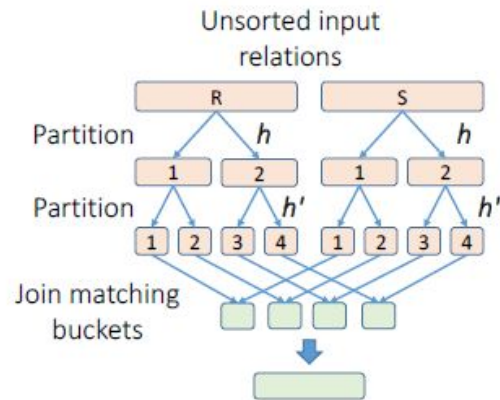 Unsorted input
relations
R S
Partition h h
1 2 1 2
Partition h' h'
1 2 3 4 1 2 3 4
Join matching
buckets